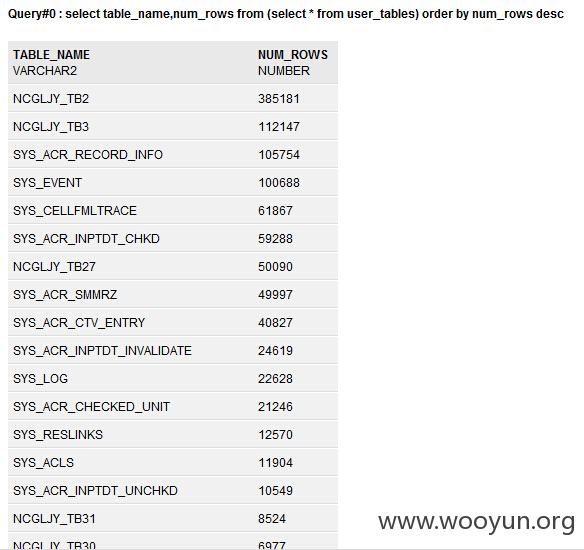 Query#0 : select table_name,num_rows from (select * from user_tables) order by num_rows desc
TABLE_NAME NUM_ROWS
VARCHAR2 NUMBER
NCGLJY_TB2 385181
NCGLJY_TB3 112147
SYS_ACR_RECORD_INFO 105754
SYS_EVENT 100688
SYS_CELLFMLTRACE 61867
SYS_ACR_INPTDT_CHKD 59288
NCGLJY_TB27 50090
SYS_ACR_SMMRZ 49997
SYS_ACR_CTV_ENTRY 40827
SYS_ACR_INPTDT_INVALIDATE 24619
SYS_LOG 22628
SYS_ACR_CHECKED_UNIT 21246
SYS_RESLINKS 12570
SYS_ACLS 11904
SYS_ACR_INPTDT_UNCHKD 10549
NCGLJY_TB31 8524
NCGLJY_TB30 6977
www.wooyun.org